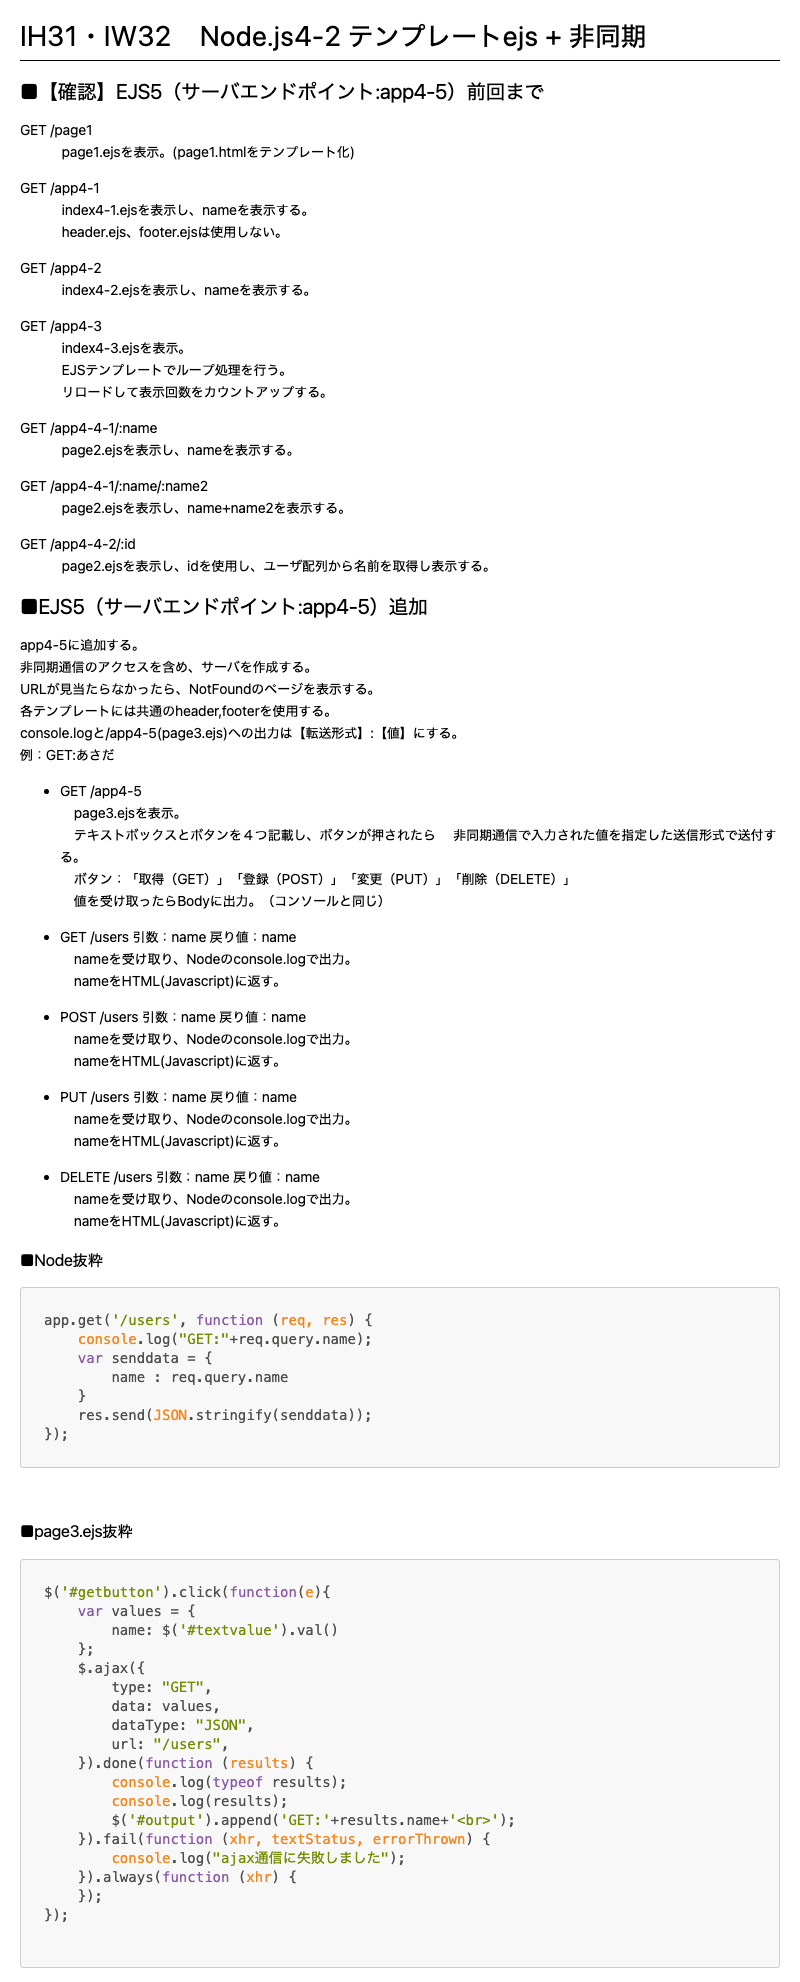 IH31・IW32　Node.js4-2 テンプレートejs + 非同期
■【確認】EJS5（サーバエンドポイント:app4-5）前回まで
GET /page1
page1.ejsを表示。(page1.htmlをテンプレート化)
GET /app4-1
index4-1.ejsを表示し、nameを表示する。
header.ejs、footer.ejsは使用しない。
GET /app4-2
index4-2.ejsを表示し、nameを表示する。
GET /app4-3
index4-3.ejsを表示。
EJSテンプレートでループ処理を行う。
リロードして表示回数をカウントアップする。
GET /app4-4-1/:name
page2.ejsを表示し、nameを表示する。
GET /app4-4-1/:name/:name2
page2.ejsを表示し、name+name2を表示する。
GET /app4-4-2/:id
page2.ejsを表示し、idを使用し、ユーザ配列から名前を取得し表示する。
■EJS5（サーバエンドポイント:app4-5）追加
app4-5に追加する。
非同期通信のアクセスを含め、サーバを作成する。
URLが見当たらなかったら、NotFoundのページを表示する。
各テンプレートには共通のheader,footerを使用する。
console.logと/app4-5(page3.ejs)への出力は【転送形式】:【値】にする。
例：GET:あさだ
• GET /app4-5
page3.ejsを表示。
テキストボックスとボタンを４つ記載し、ボタンが押されたら　非同期通信で入力された値を指定した送信形式で送付す
る。
ボタン：「取得（GET）」「登録（POST）」「変更（PUT）」「削除（DELETE）」
値を受け取ったらBodyに出力。（コンソールと同じ）
• GET /users 引数：name 戻り値：name
nameを受け取り、Nodeのconsole.logで出力。
nameをHTML(Javascript)に返す。
• POST /users 引数：name 戻り値：name
nameを受け取り、Nodeのconsole.logで出力。
nameをHTML(Javascript)に返す。
• PUT /users 引数：name 戻り値：name
nameを受け取り、Nodeのconsole.logで出力。
nameをHTML(Javascript)に返す。
• DELETE /users 引数：name 戻り値：name
nameを受け取り、Nodeのconsole.logで出力。
nameをHTML(Javascript)に返す。
■Node抜粋
app.get('/users', function (req, res) {
    console.log("GET:"+req.query.name);
    var senddata = {
        name : req.query.name
    }
    res.send(JSON.stringify(senddata));
});
■page3.ejs抜粋
$('#getbutton').click(function(e){
    var values = {
        name: $('#textvalue').val()
    };
    $.ajax({
        type: "GET",
        data: values,
        dataType: "JSON",
        url: "/users",
    }).done(function (results) {
        console.log(typeof results);
        console.log(results);
        $('#output').append('GET:'+results.name+'<br>');
    }).fail(function (xhr, textStatus, errorThrown) {
        console.log("ajax通信に失敗しました");
    }).always(function (xhr) {
    });
});